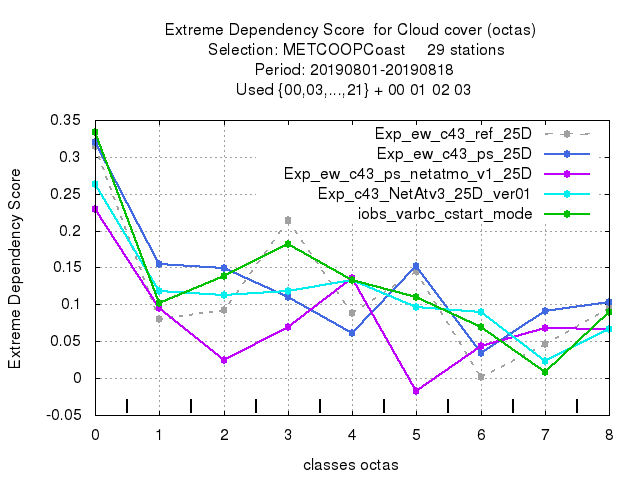 Extreme Dependency Score  for Cloud cover (octas)
Selection: METCOOPCoast     29 stations
Period: 20190801-20190818
Used {00,03,...,21} + 00 01 02 03
Exp_ew_c43_ref_25D
Exp_ew_c43_ps_25D
Exp_ew_c43_ps_netatmo_v1_25D
Exp_c43_NetAtv3_25D_ver01
iobs_varbc_cstart_mode
Extreme Dependency Score
0.35
0.3
0.25
0.2
0.15
0.1
0.05
0
-0.05
0 1 2 3 4 5 6 7 8
classes octas